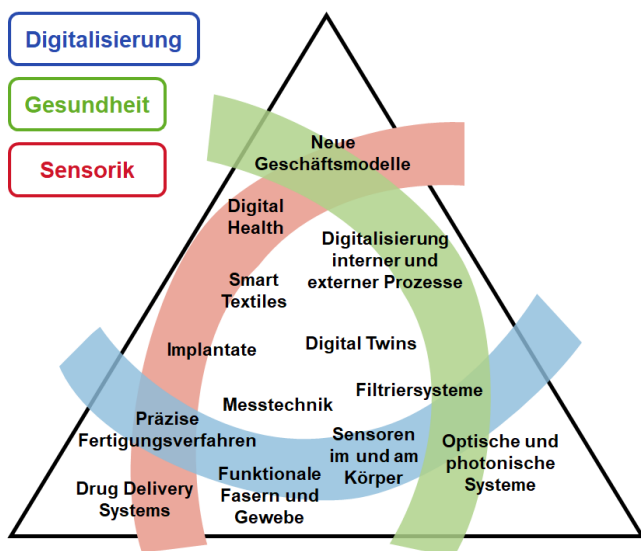 Digitalisierung
Gesundheit
Sensorik
Neue
Geschäftsmodelle
Digital
Health
Digitalisierung
interner und
externer Prozesse
Smart
Textiles
Implantate
Digital Twins
Filtriersysteme
Messtechnik
Präzise
Fertigungsverfahren
Sensoren
im und am
Körper
Optische und
photonische
Systeme
Funktionale
Fasern und
Gewebe
Drug Delivery
Systems